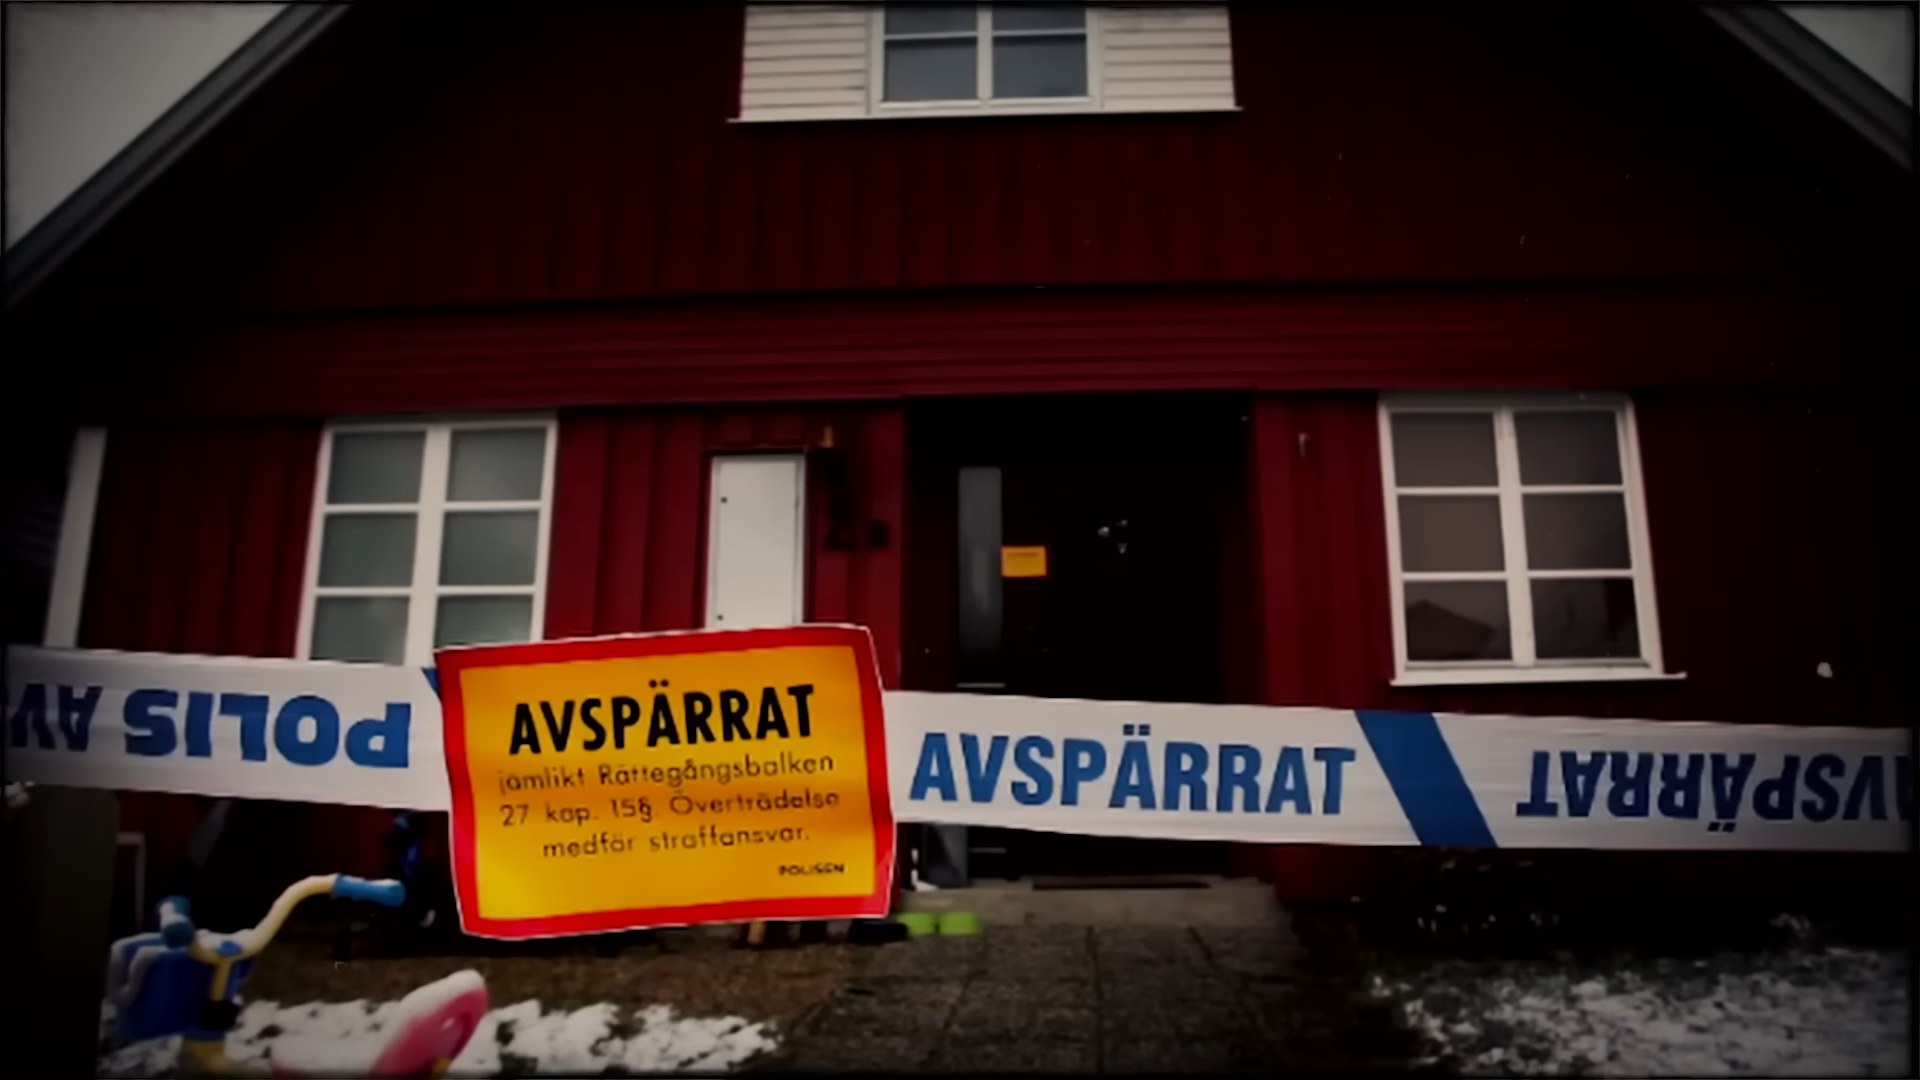 POLIS AV
AVSPÄRRAT
jämlikt Rättegångsbalken
27 kap. 15§. Överträdelse
medför straffansvar.
POLISEN
AVSPÄRRAT
AVSPÄRRAT